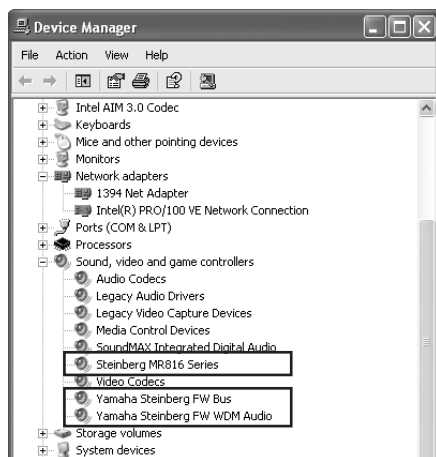 Device Manager
File Action View Help
Intel AIM 3.0 Codec
Keyboards
Mice and other pointing devices
Monitors
Network adapters
1394 Net Adapter
Intel(R) PRO/100 VE Network Connection
Ports (COM & LPT)
Processors
Sound, video and game controllers
Audio Codecs
Legacy Audio Drivers
Legacy Video Capture Devices
Media Control Devices
SoundMAX Integrated Digital Audio
Steinberg MR816 Series
Video Codecs
Yamaha Steinberg FW Bus
Yamaha Steinberg FW WDM Audio
Storage volumes
System devices